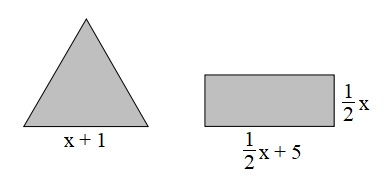 x + 1
1/2 x + 5
1/2 x